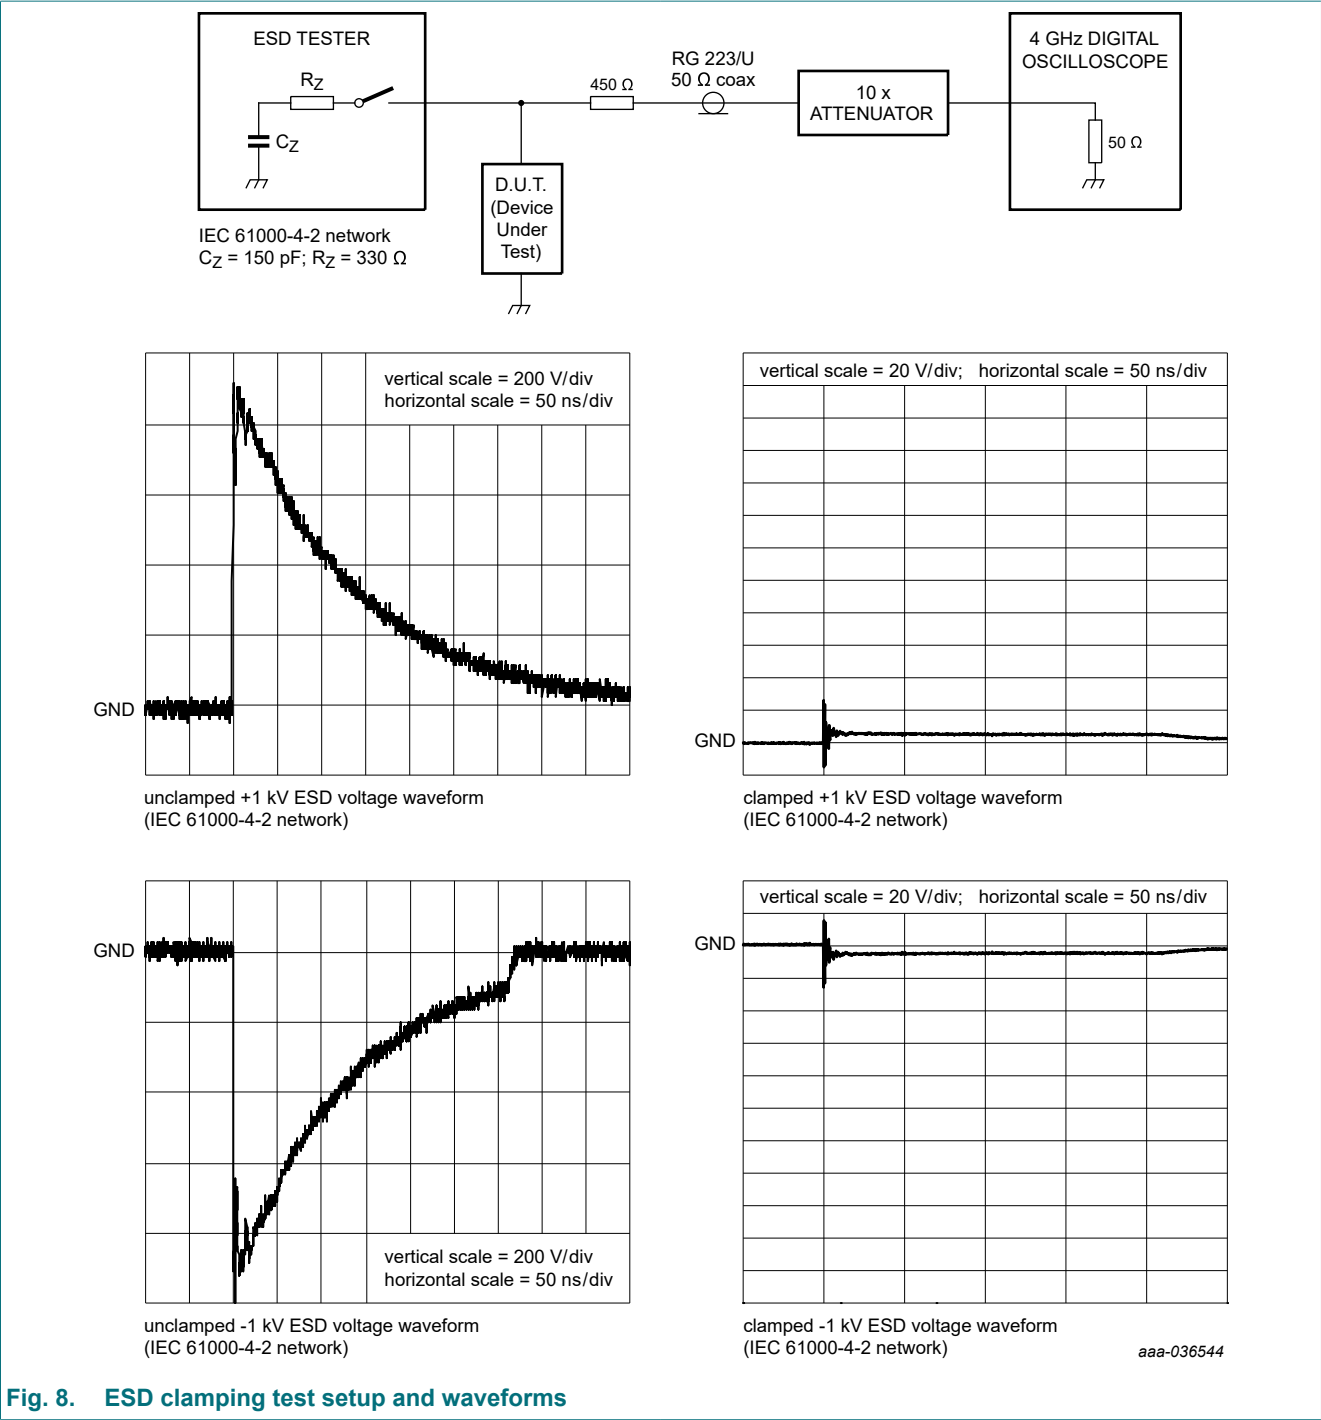 ESD TESTER
RZ
CZ
IEC 61000-4-2 network
CZ = 150 pF; RZ = 330 Ω
D.U.T.
(Device
Under
Test)
450 Ω
RG 223/U
50 Ω coax
10 x
ATTENUATOR
4 GHz DIGITAL
OSCILLOSCOPE
50 Ω
vertical scale = 200 V/div
horizontal scale = 50 ns/div
GND
unclamped +1 kV ESD voltage waveform
(IEC 61000-4-2 network)
vertical scale = 20 V/div; horizontal scale = 50 ns/div
GND
clamped +1 kV ESD voltage waveform
(IEC 61000-4-2 network)
GND
vertical scale = 200 V/div
horizontal scale = 50 ns/div
unclamped -1 kV ESD voltage waveform
(IEC 61000-4-2 network)
vertical scale = 20 V/div; horizontal scale = 50 ns/div
GND
clamped -1 kV ESD voltage waveform
(IEC 61000-4-2 network)
aaa-036544
Fig. 8. ESD clamping test setup and waveforms